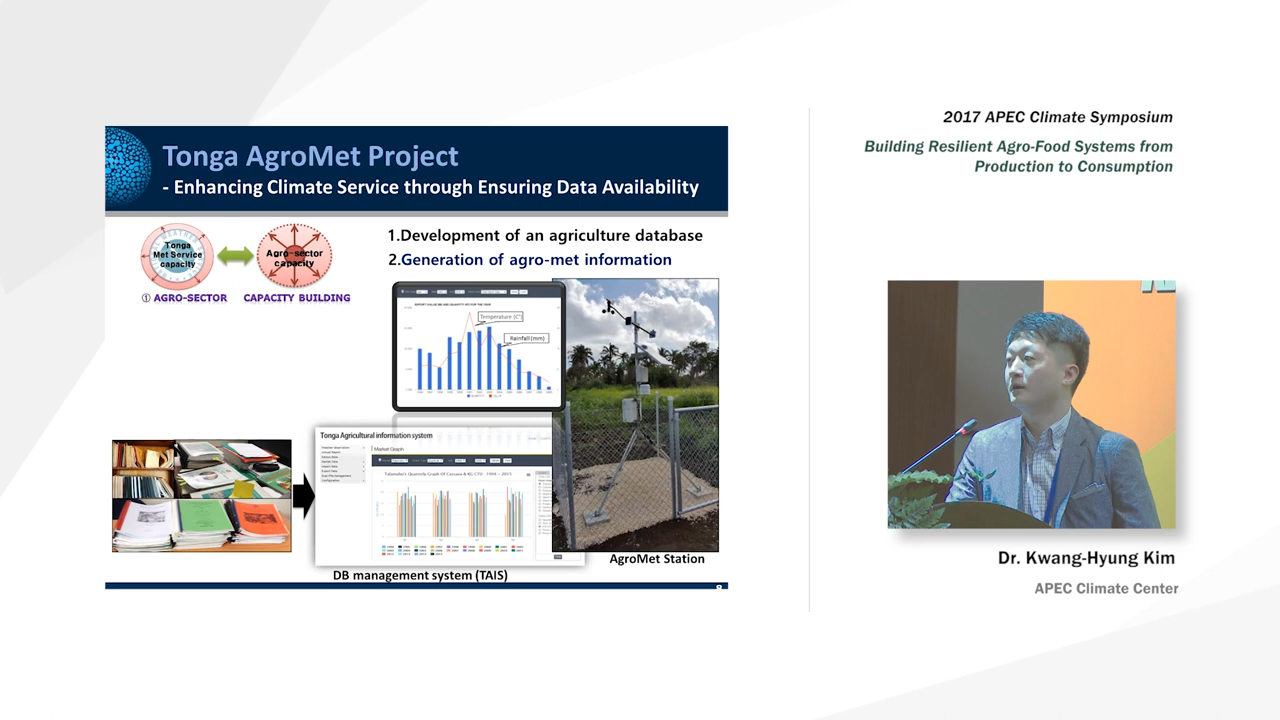 2017 APEC Climate Symposium
Building Resilient Agro-Food Systems from
Production to Consumption
Tonga AgroMet Project
- Enhancing Climate Service through Ensuring Data Availability
Tonga
Met Service
capacity
Agro-sector
capacity
① AGRO-SECTOR CAPACITY BUILDING
1.Development of an agriculture database
2.Generation of agro-met information
Temperature (C°)
Rainfall (mm)
Tonga Agricultural information system
Market Graph
AgroMet Station
DB management system (TAIS)
Dr. Kwang-Hyung Kim
APEC Climate Center